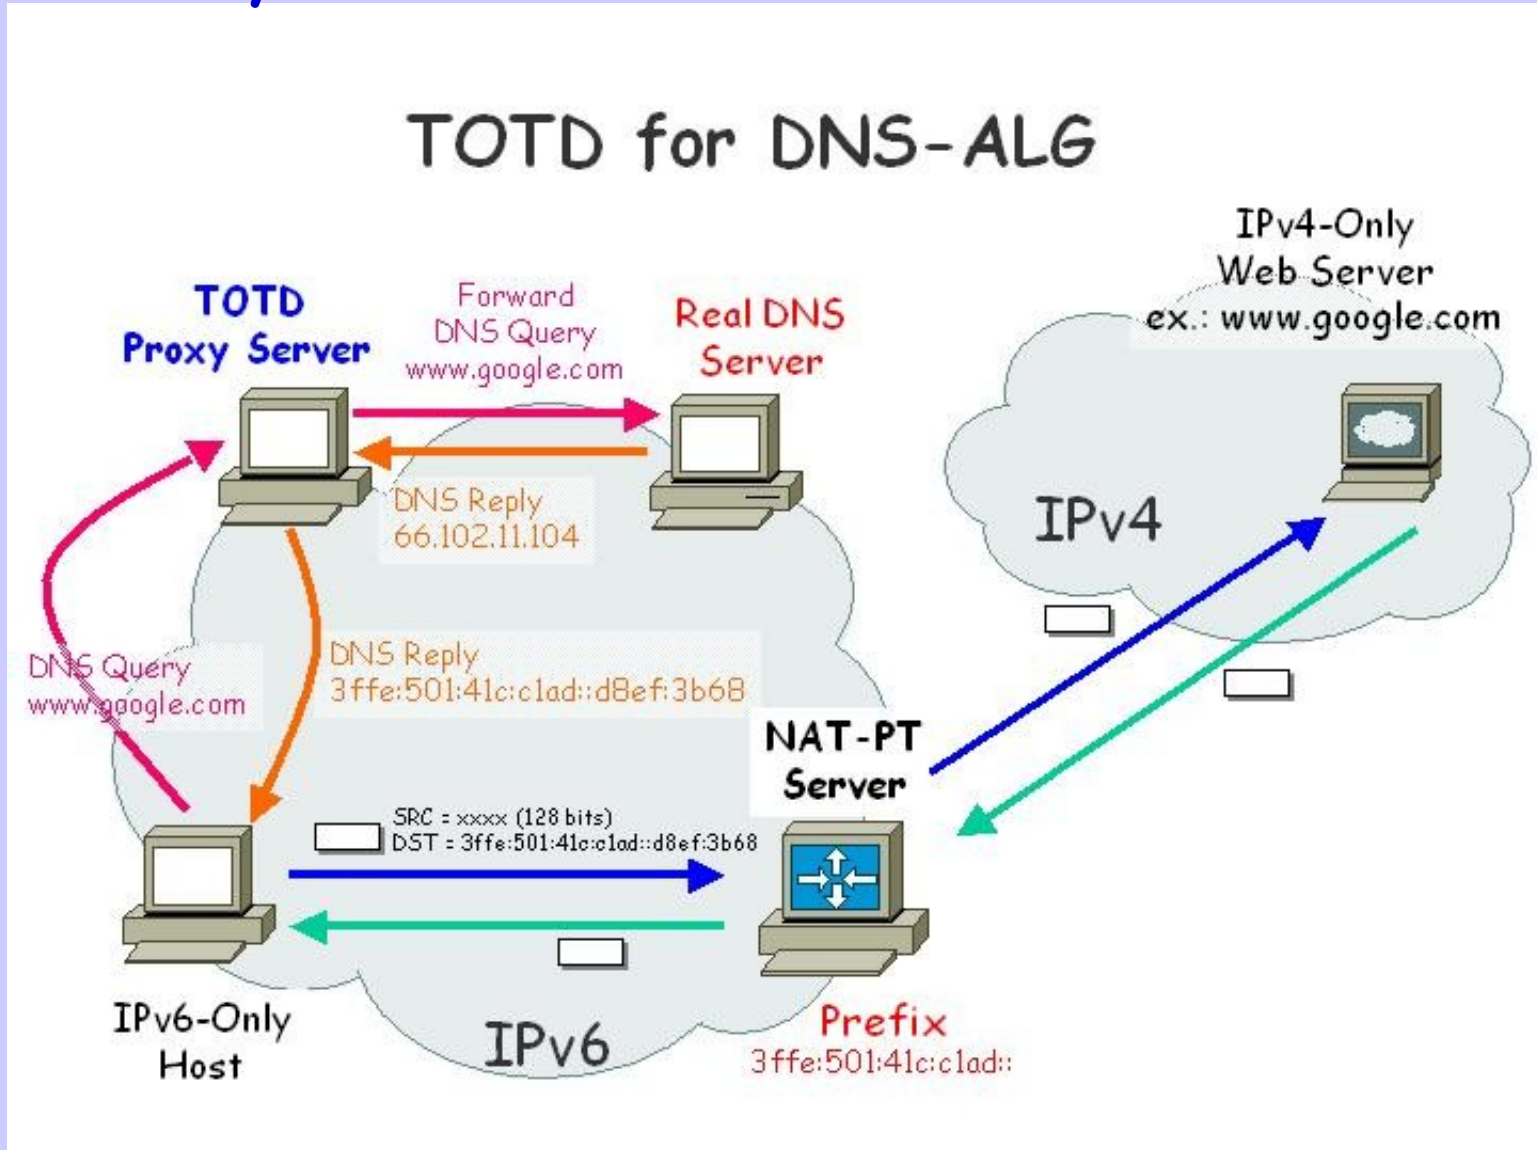 TOTD for DNS-ALG
IPv4-Only
Web Server
ex.: www.google.com
TOTD
Proxy Server
Forward
DNS Query
www.google.com
Real DNS
Server
DNS Reply
66.102.11.104
IPv4
DNS Query
www.google.com
DNS Reply
3ffe:501:41c:c1ad::d8ef:3b68
NAT-PT
Server
SRC = xxxx (128 bits)
DST = 3ffe:501:41c:c1ad::d8ef:3b68
IPv6-Only
Host
IPv6
Prefix
3ffe:501:41c:c1ad::